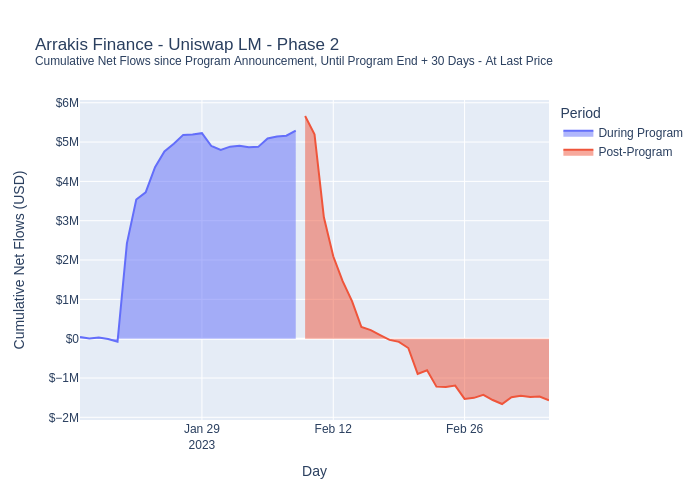 Arrakis Finance - Uniswap LM - Phase 2
Cumulative Net Flows since Program Announcement, Until Program End + 30 Days - At Last Price
Period
During Program
Post-Program
Cumulative Net Flows (USD)
$6M
$5M
$4M
$3M
$2M
$1M
$0
$−1M
$−2M
Jan 29
2023
Feb 12
Feb 26
Day